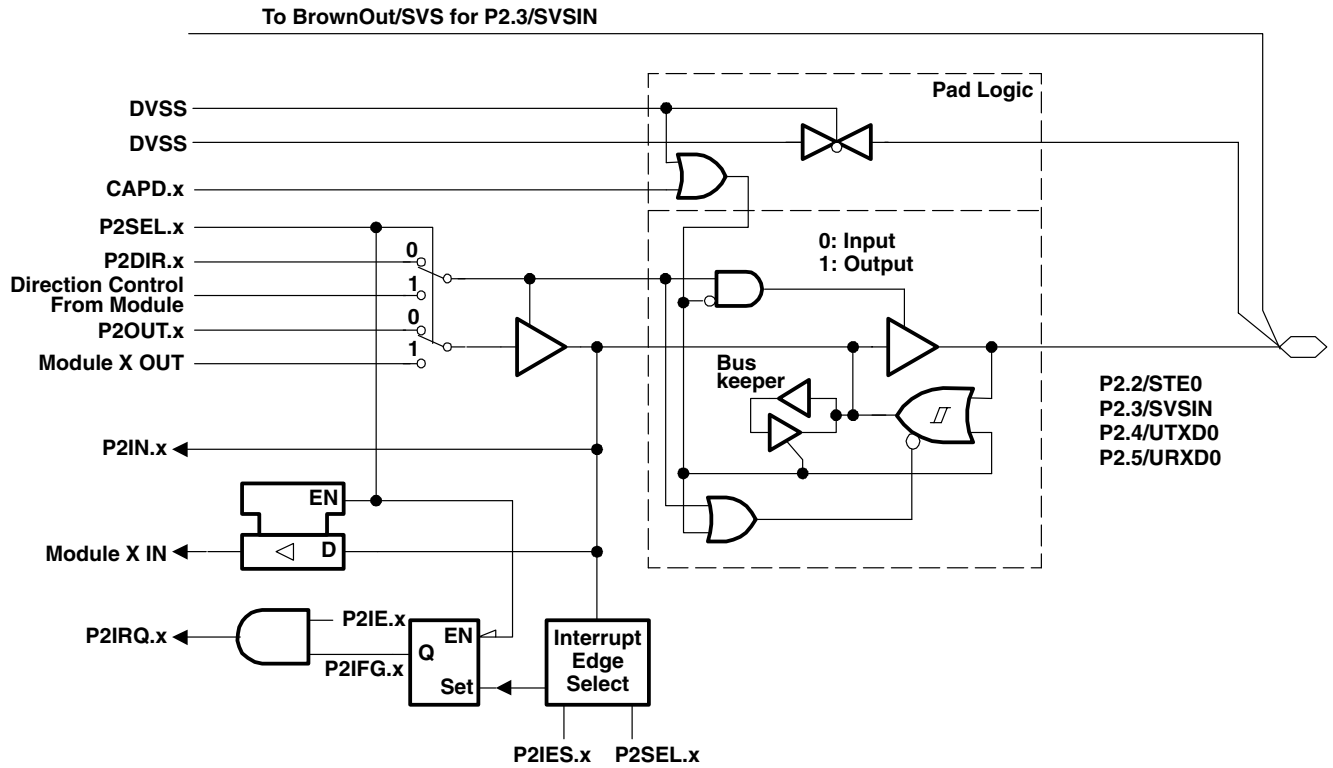 To BrownOut/SVS for P2.3/SVSIN
Pad Logic
DVSS
DVSS
CAPD.x
P2SEL.x
0
P2DIR.x
1
Direction Control
From Module
0
P2OUT.x
1
Module X OUT
0: Input
1: Output
Bus
keeper
P2.2/STE0
P2.3/SVSIN
P2.4/UTXD0
P2.5/URXD0
P2IN.x
EN
Module X IN
D
P2IE.x
P2IRQ.x
P2IFG.x
EN
Q
Set
Interrupt
Edge
Select
P2IES.x
P2SEL.x